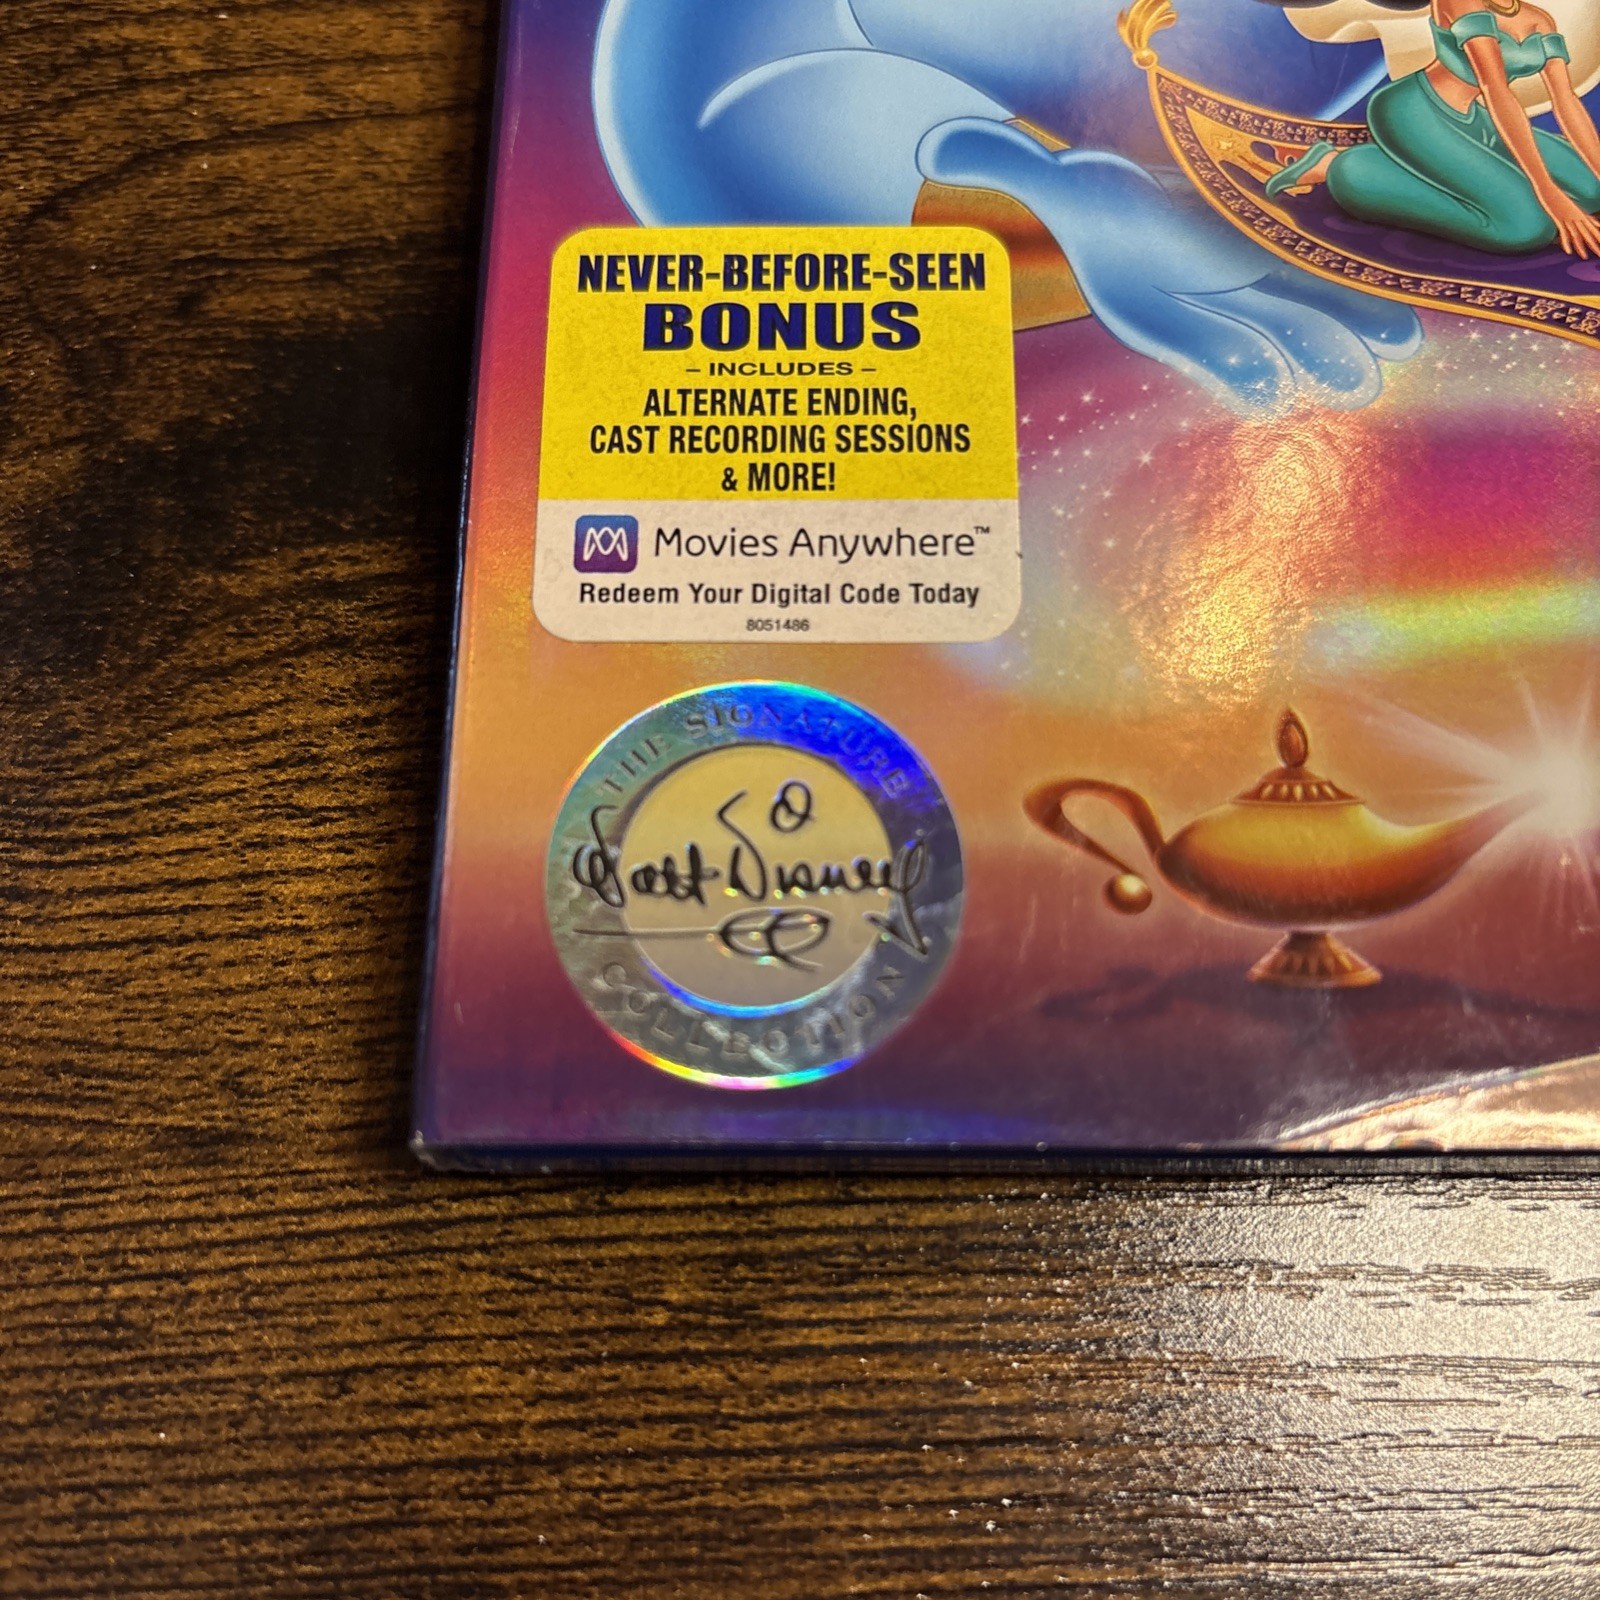 NEVER-BEFORE-SEEN
BONUS
– INCLUDES –
ALTERNATE ENDING,
CAST RECORDING SESSIONS
& MORE!
Movies Anywhere™
Redeem Your Digital Code Today
8051486
THE SIGNATURE
Walt Disney
COLLECTION